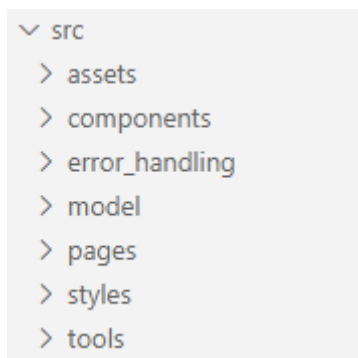 src
assets
components
error_handling
model
pages
styles
tools